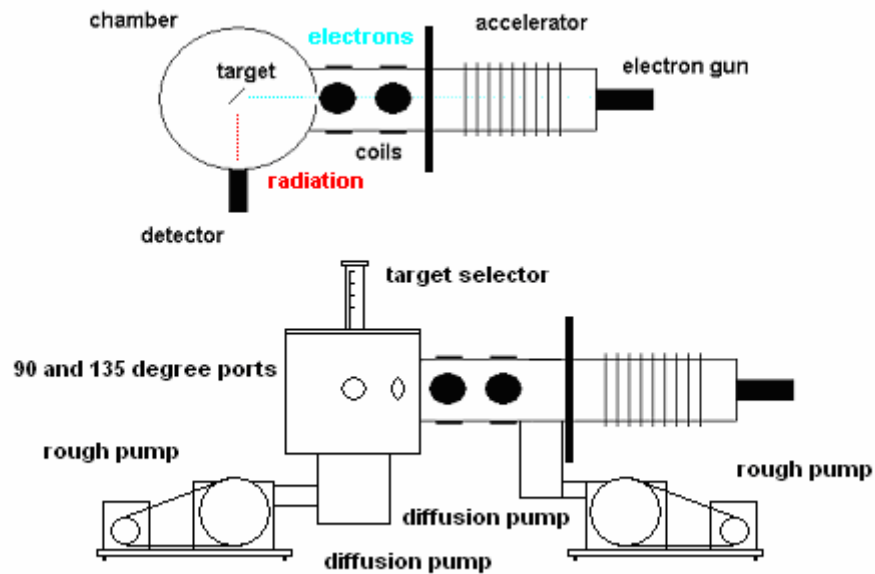 chamber
electrons
accelerator
target
electron gun
coils
radiation
detector
target selector
90 and 135 degree ports
rough pump
rough pump
diffusion pump
diffusion pump